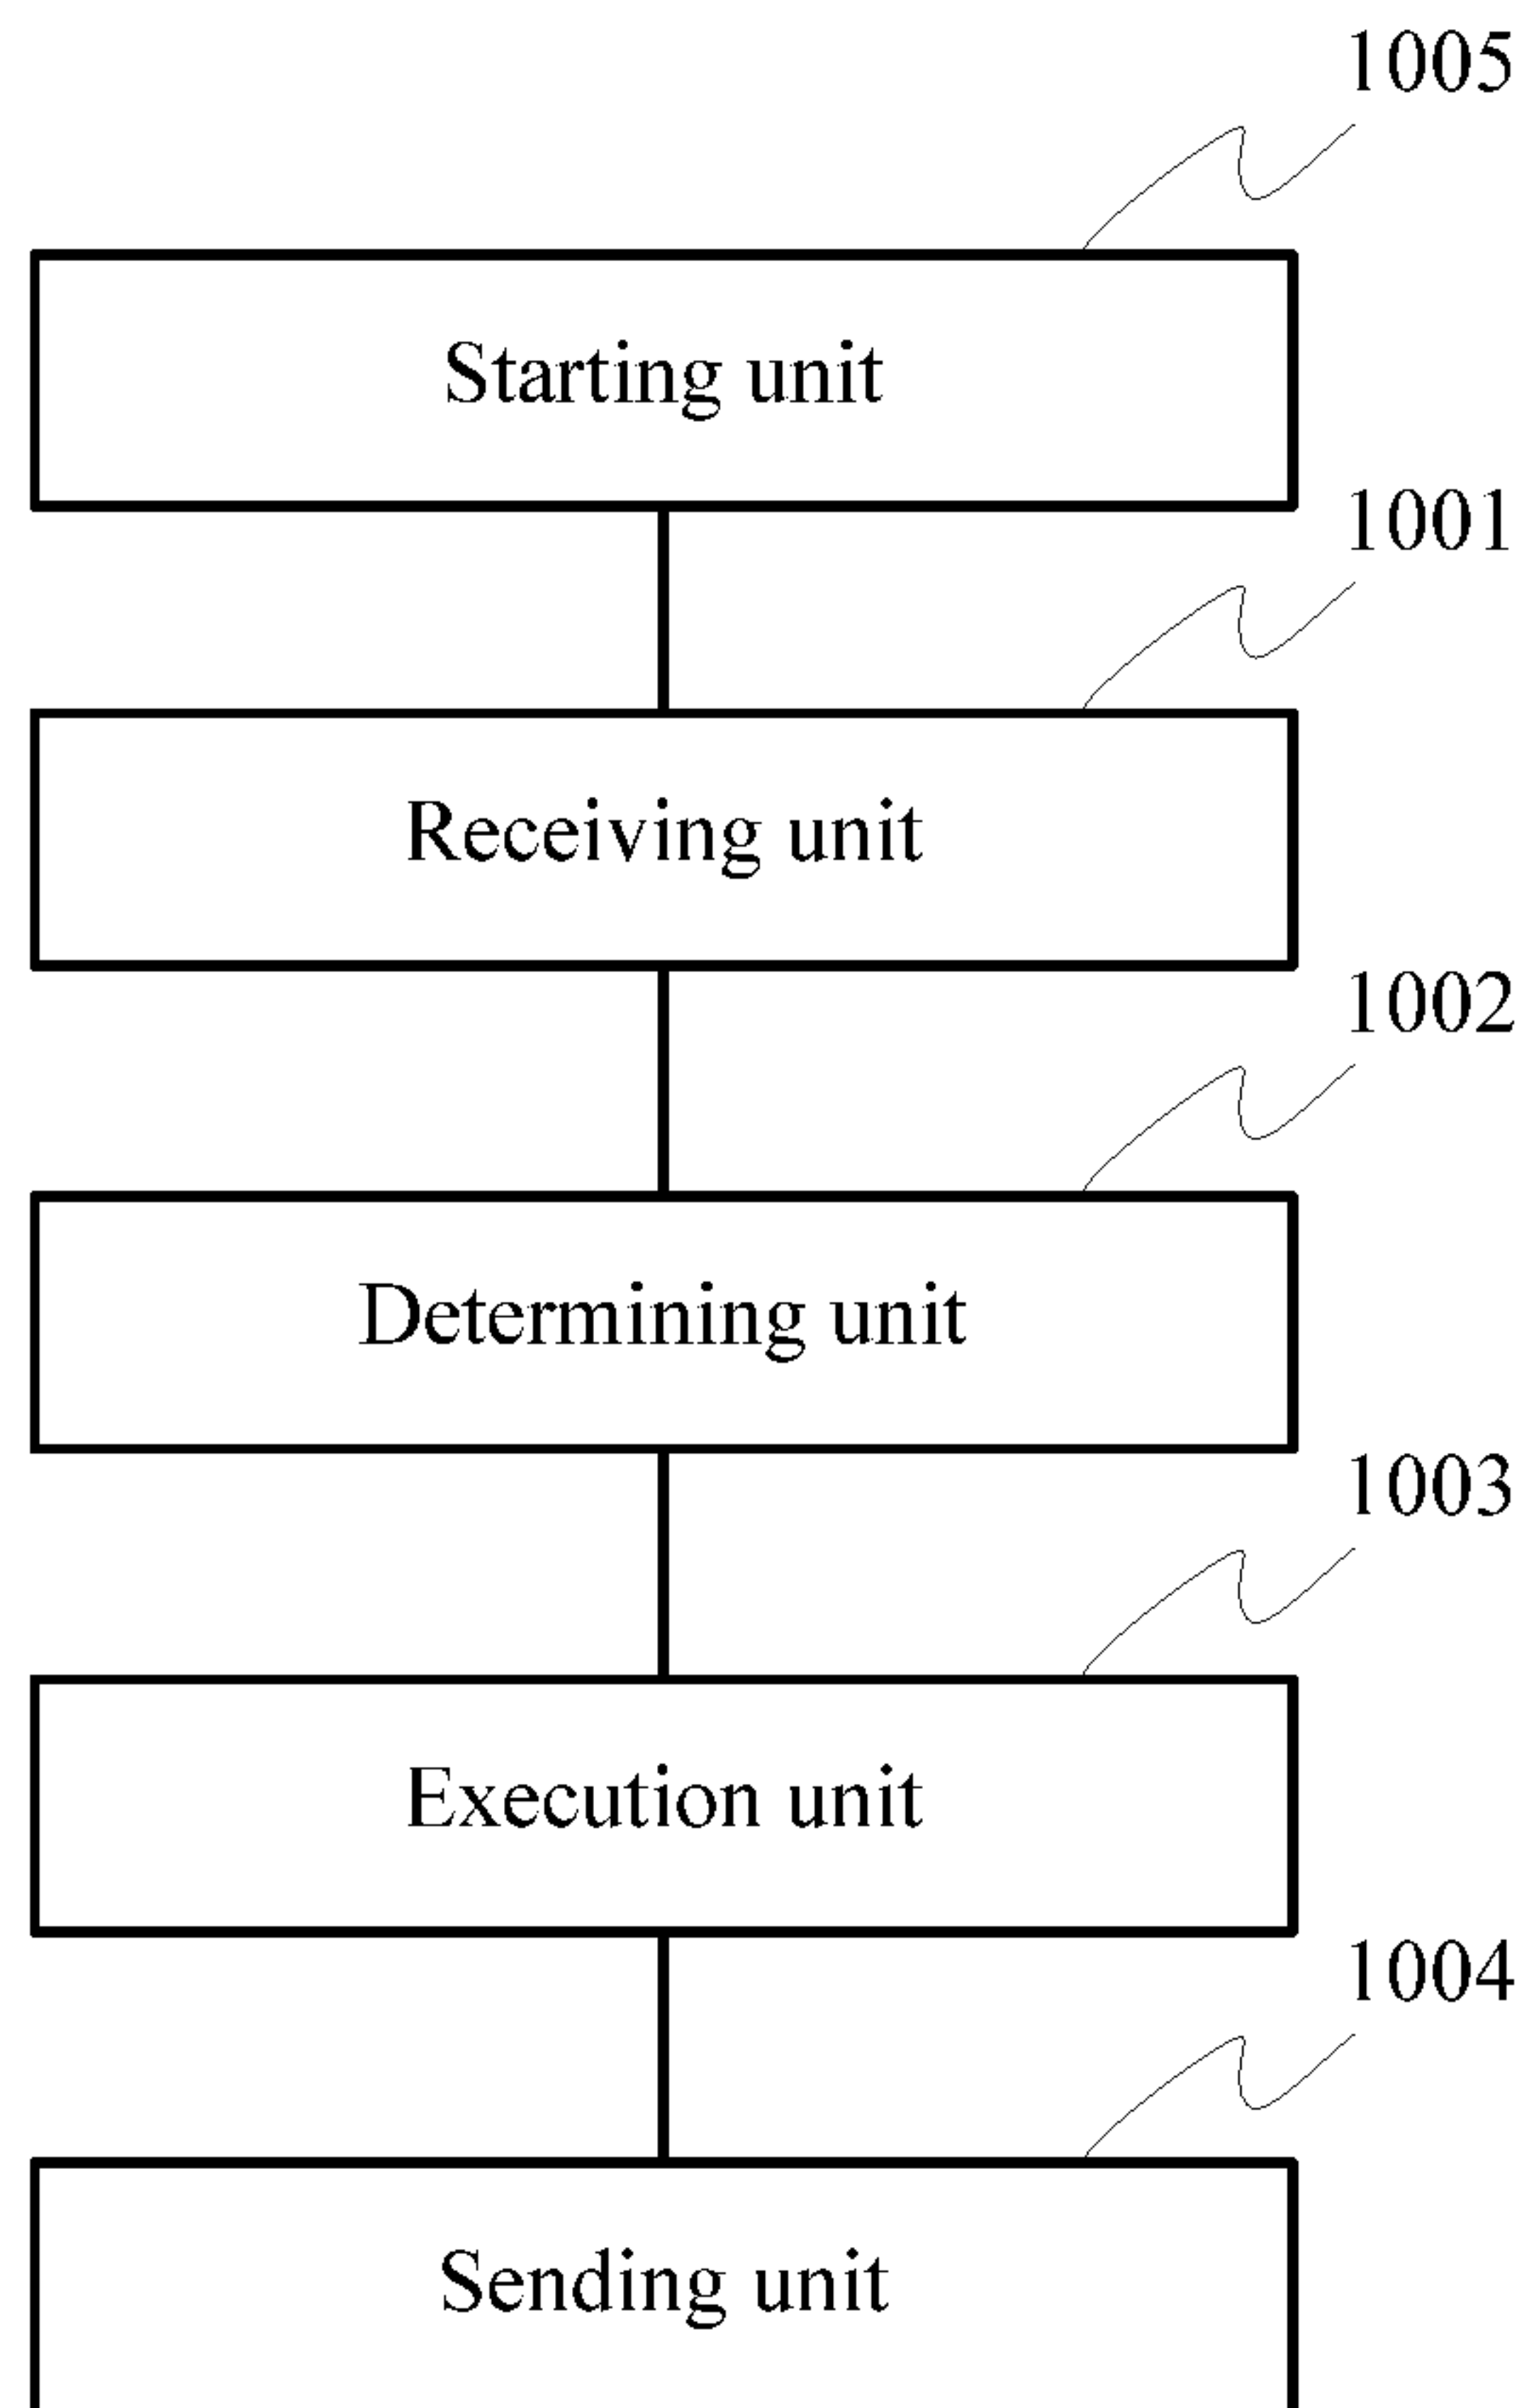 1005
Starting unit
1001
Receiving unit
1002
Determining unit
1003
Execution unit
1004
Sending unit